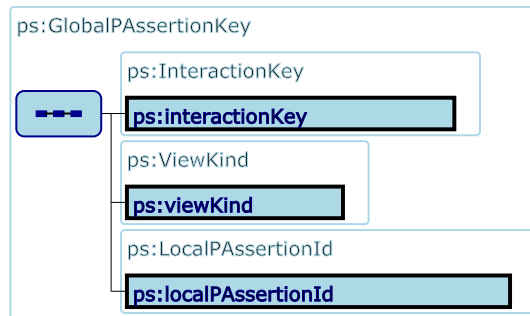 ps:GlobalPAssertionKey
ps:InteractionKey
ps:interactionKey
ps:ViewKind
ps:viewKind
ps:LocalPAssertionId
ps:localPAssertionId